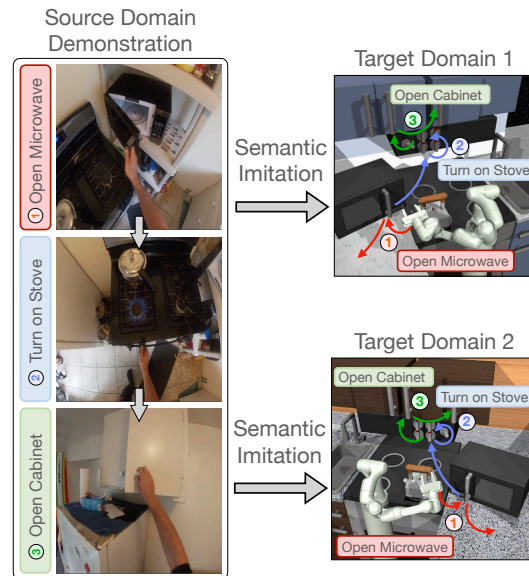 Source Domain
Demonstration
1 Open Microwave
2 Turn on Stove
3 Open Cabinet
Semantic
Imitation
Semantic
Imitation
Target Domain 1
Open Cabinet
3
2
Turn on Stove
1
Open Microwave
Target Domain 2
Open Cabinet
Turn on Stove
3
2
1
Open Microwave